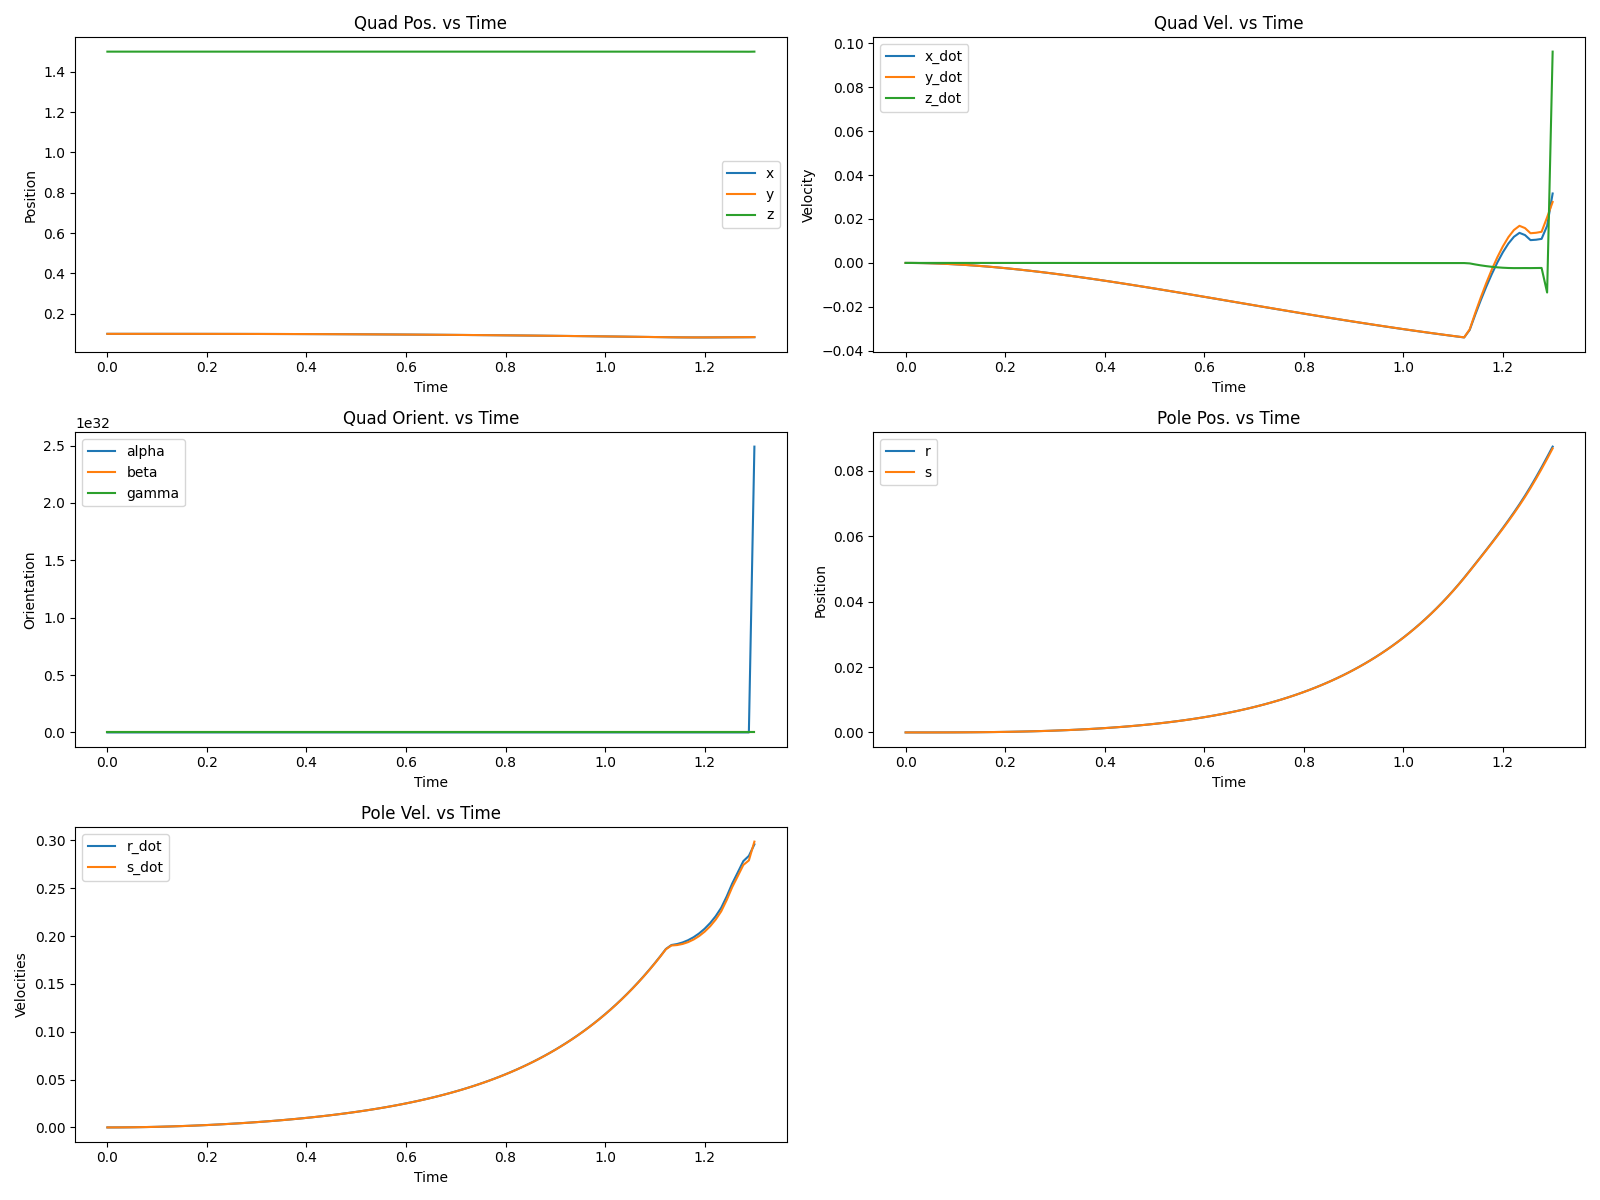 Quad Pos. vs Time
Position
1.4
1.2
1.0
0.8
0.6
0.4
0.2
x
y
z
0.0 0.2 0.4 0.6 0.8 1.0 1.2
Time
Quad Vel. vs Time
Velocity
0.10
0.08
0.06
0.04
0.02
0.00
−0.02
−0.04
x_dot
y_dot
z_dot
0.0 0.2 0.4 0.6 0.8 1.0 1.2
Time
Quad Orient. vs Time
1e32
Orientation
2.5
2.0
1.5
1.0
0.5
0.0
alpha
beta
gamma
0.0 0.2 0.4 0.6 0.8 1.0 1.2
Time
Pole Pos. vs Time
Position
0.08
0.06
0.04
0.02
0.00
r
s
0.0 0.2 0.4 0.6 0.8 1.0 1.2
Time
Pole Vel. vs Time
Velocities
0.30
0.25
0.20
0.15
0.10
0.05
0.00
r_dot
s_dot
0.0 0.2 0.4 0.6 0.8 1.0 1.2
Time